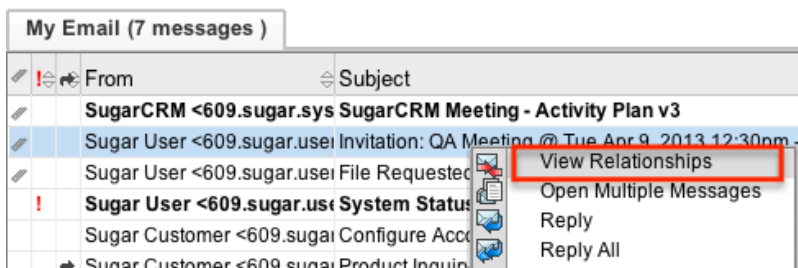 My Email (7 messages )
! From Subject
SugarCRM <609.sugar.sys SugarCRM Meeting - Activity Plan v3
Sugar User <609.sugar.user Invitation: QA Meeting @ Tue Apr 9, 2013 12:30pm -
View Relationships
Sugar User <609.sugar.user File Requested
Open Multiple Messages
! Sugar User <609.sugar.use System Status
Reply
Sugar Customer <609.sugar Configure Acco
Reply All
Sugar Customer <609.sugar Product Inquiry